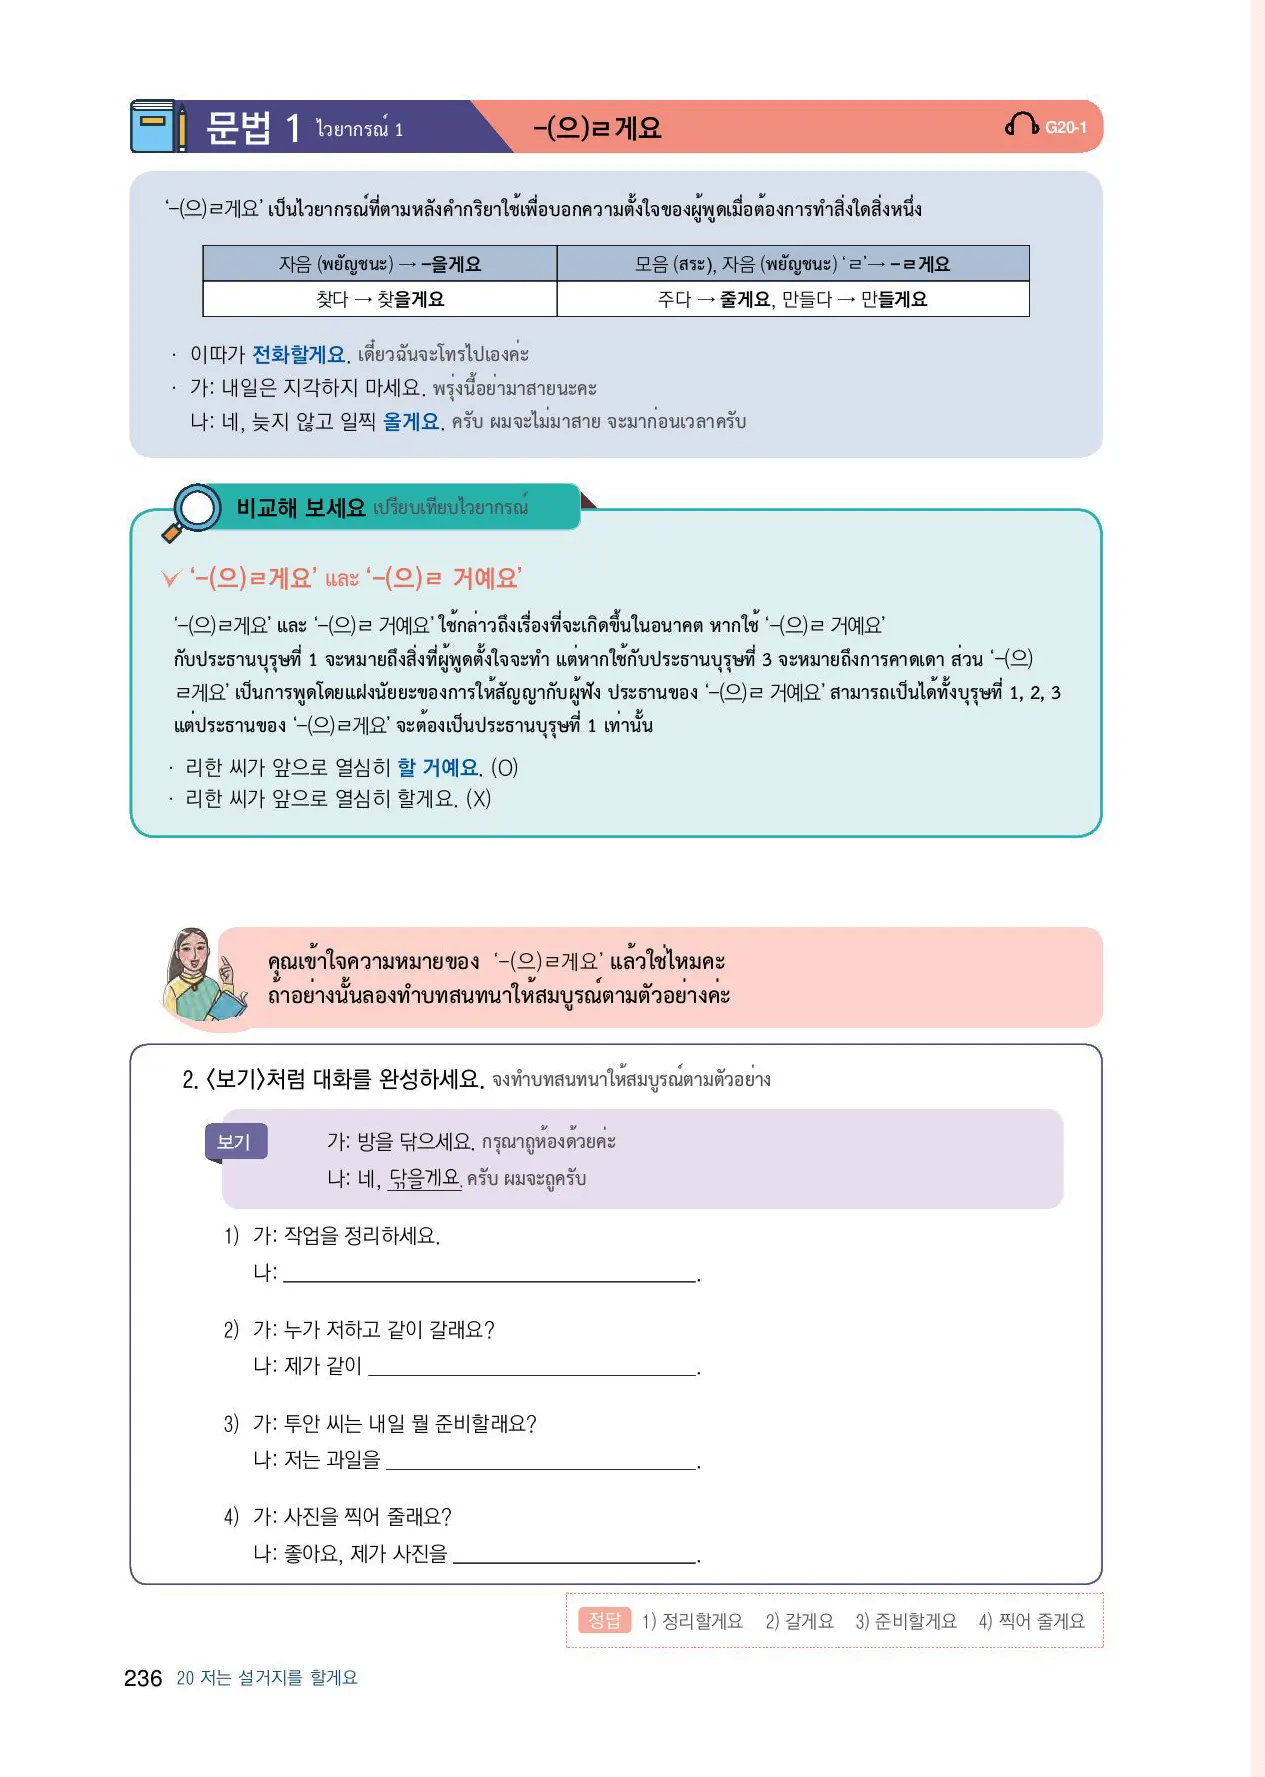 문법 1 ไวยากรณ์ 1 -(으)ㄹ게요 G20-1
‘-(으)ㄹ게요’ เป็นไวยากรณ์ที่ตามหลังคำกริยาใช้เพื่อบอกความตั้งใจของผู้พูดเมื่อต้องการทำสิ่งใดสิ่งหนึ่ง
자음 (พยัญชนะ) → -을게요 모음 (สระ), 자음 (พยัญชนะ) ‘ㄹ’→ -ㄹ게요
찾다 → 찾을게요 주다 → 줄게요, 만들다 → 만들게요
· 이따가 전화할게요. เดี๋ยวฉันจะโทรไปเองค่ะ
· 가: 내일은 지각하지 마세요. พรุ่งนี้อย่ามาสายนะคะ
나: 네, 늦지 않고 일찍 올게요. ครับ ผมจะไม่มาสาย จะมาก่อนเวลาครับ
비교해 보세요 เปรียบเทียบไวยากรณ์
‘-(으)ㄹ게요’ และ ‘-(으)ㄹ 거예요’
‘-(으)ㄹ게요’ และ ‘-(으)ㄹ 거예요’ ใช้กล่าวถึงเรื่องที่จะเกิดขึ้นในอนาคต หากใช้ ‘-(으)ㄹ 거예요’
กับประธานบุรุษที่ 1 จะหมายถึงสิ่งที่ผู้พูดตั้งใจจะทำ แต่หากใช้กับประธานบุรุษที่ 3 จะหมายถึงการคาดเดา ส่วน ‘-(으)
ㄹ게요’ เป็นการพูดโดยแฝงนัยยะของการให้สัญญากับผู้ฟัง ประธานของ ‘-(으)ㄹ 거예요’ สามารถเป็นได้ทั้งบุรุษที่ 1, 2, 3
แต่ประธานของ ‘-(으)ㄹ게요’ จะต้องเป็นประธานบุรุษที่ 1 เท่านั้น
· 리한 씨가 앞으로 열심히 할 거예요. (O)
· 리한 씨가 앞으로 열심히 할게요. (X)
คุณเข้าใจความหมายของ ‘-(으)ㄹ게요’ แล้วใช่ไหมคะ
ถ้าอย่างนั้นลองทำบทสนทนาให้สมบูรณ์ตามตัวอย่างค่ะ
2. 〈보기〉처럼 대화를 완성하세요. จงทำบทสนทนาให้สมบูรณ์ตามตัวอย่าง
보기 가: 방을 닦으세요. กรุณาถูห้องด้วยค่ะ
나: 네, 닦을게요. ครับ ผมจะถูครับ
1) 가: 작업을 정리하세요.
나: ____________________.
2) 가: 누가 저하고 같이 갈래요?
나: 제가 같이 ____________________.
3) 가: 투안 씨는 내일 뭘 준비할래요?
나: 저는 과일을 ____________________.
4) 가: 사진을 찍어 줄래요?
나: 좋아요, 제가 사진을 ____________________.
정답 1) 정리할게요 2) 갈게요 3) 준비할게요 4) 찍어 줄게요
236 20 저는 설거지를 할게요